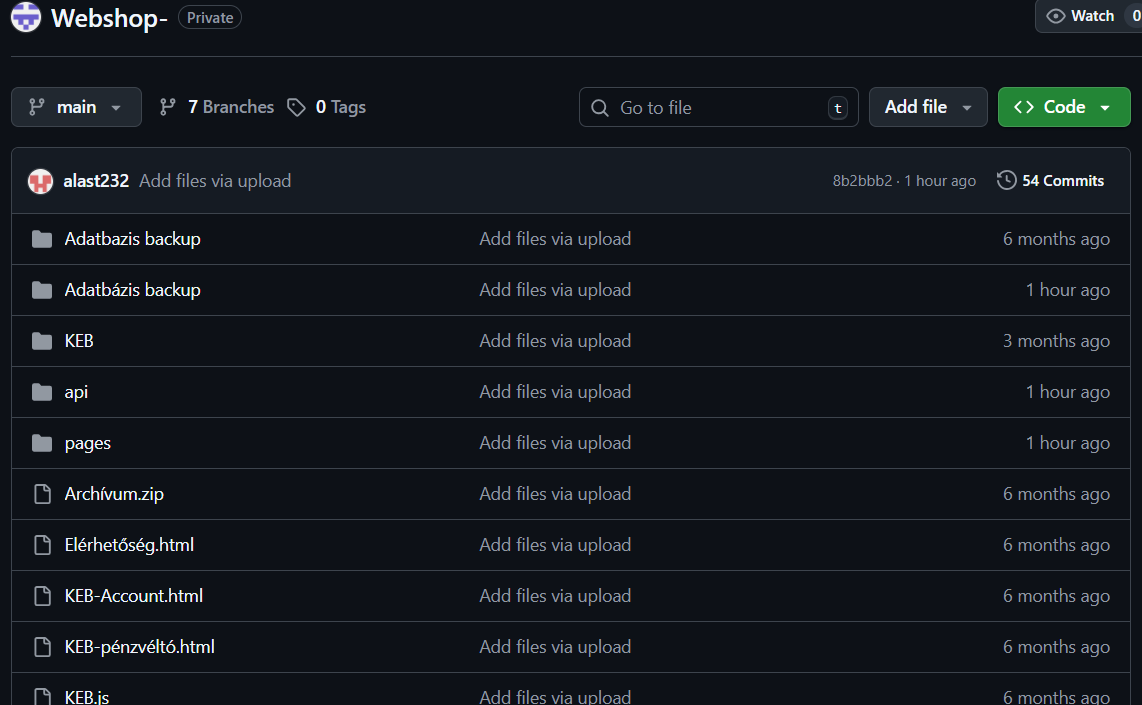 Webshop- Private Watch 0
main 7 Branches 0 Tags Go to file t Add file Code
alast232 Add files via upload 8b2bbb2 · 1 hour ago 54 Commits
Adatbazis backup Add files via upload 6 months ago
Adatbázis backup Add files via upload 1 hour ago
KEB Add files via upload 3 months ago
api Add files via upload 1 hour ago
pages Add files via upload 1 hour ago
Archívum.zip Add files via upload 6 months ago
Elérhetőség.html Add files via upload 6 months ago
KEB-Account.html Add files via upload 6 months ago
KEB-pénzvéltó.html Add files via upload 6 months ago
KEB.js Add files via upload 6 months ago